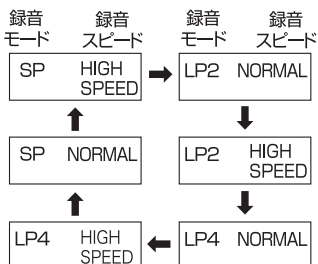 録音 録音 録音 録音
モード スピード モード スピード
SP HIGH LP2 NORMAL
SPEED
SP NORMAL LP2 HIGH
SPEED
LP4 HIGH LP4 NORMAL
SPEED